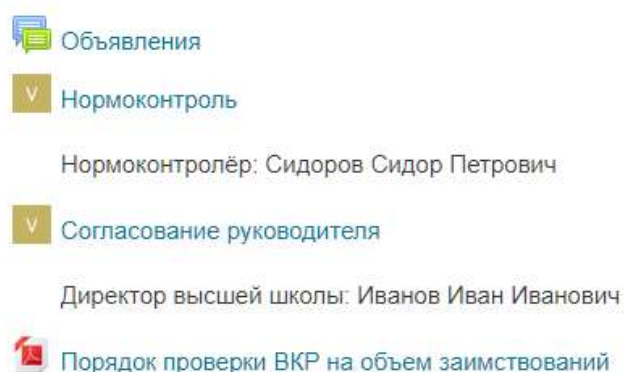 Объявления
V Нормоконтроль
Нормоконтролёр: Сидоров Сидор Петрович
V Согласование руководителя
Директор высшей школы: Иванов Иван Иванович
Порядок проверки ВКР на объем заимствований